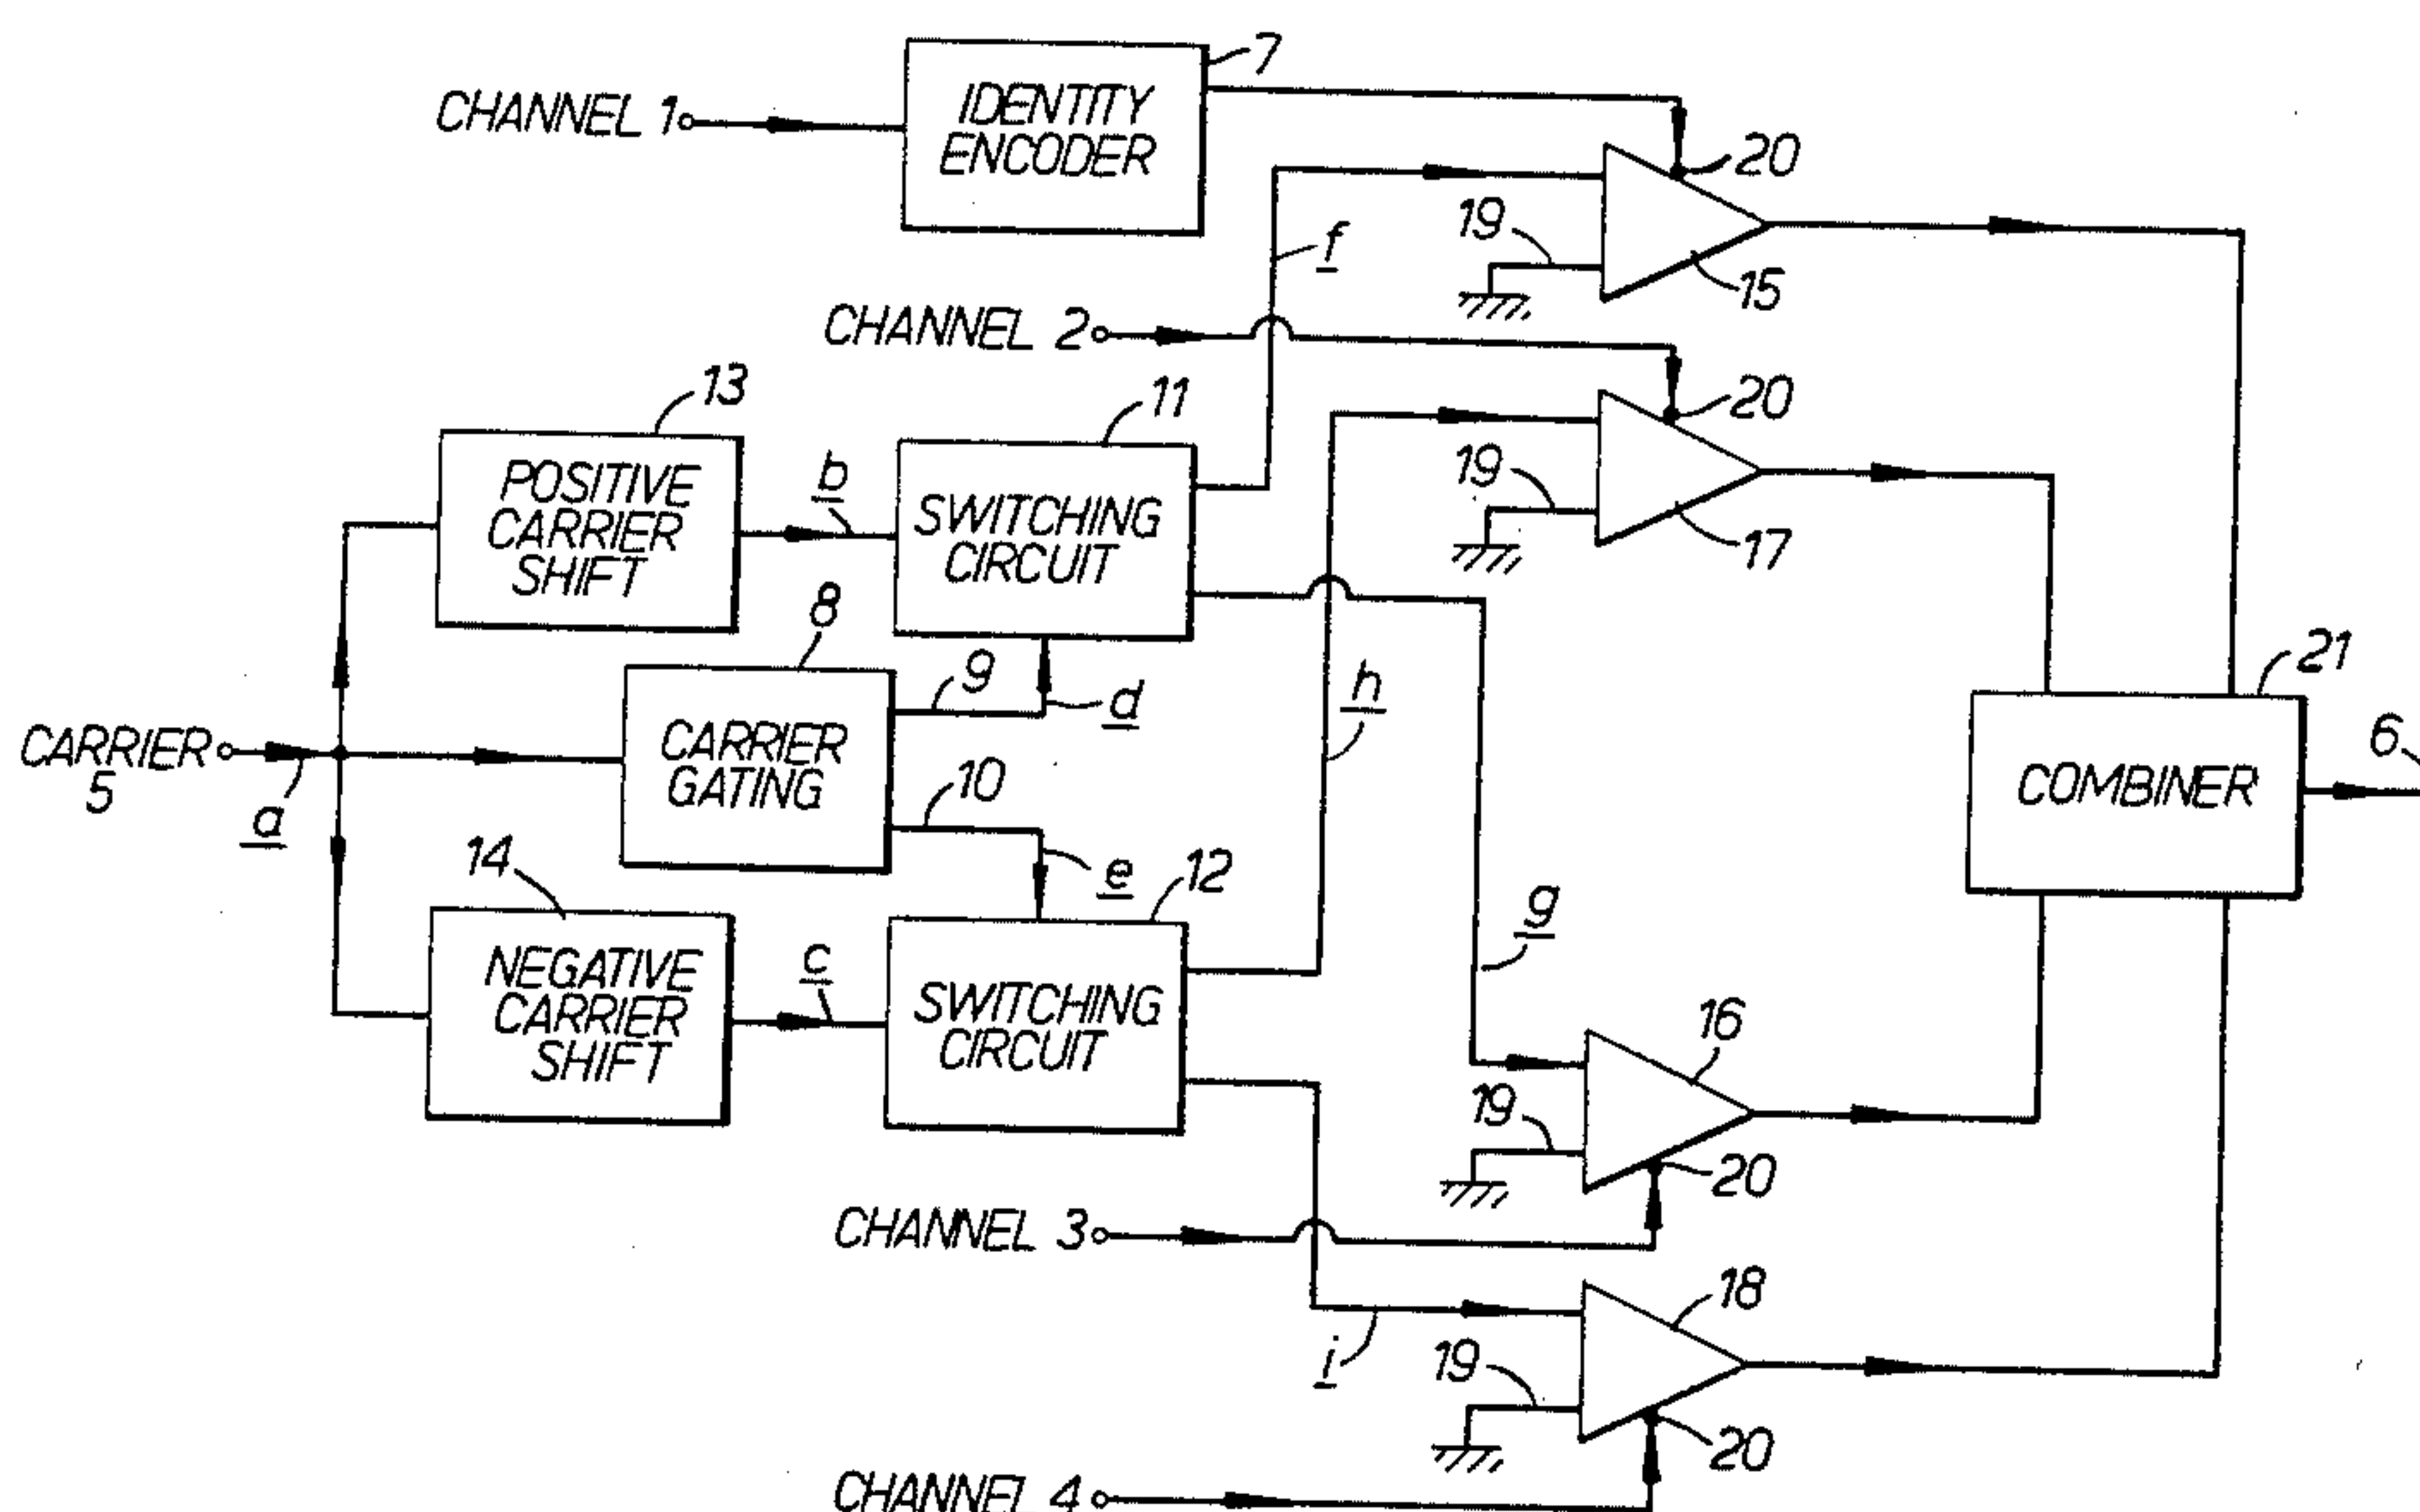 7
CHANNEL 1
IDENTITY
ENCODER
20
19
f
15
CHANNEL 2
13
11
20
POSITIVE
CARRIER
SHIFT
b
SWITCHING
CIRCUIT
19
17
8
9
d
h
21
CARRIER
5
a
CARRIER
GATING
10
COMBINER
6
14
e
12
g
NEGATIVE
CARRIER
SHIFT
c
SWITCHING
CIRCUIT
16
19
20
CHANNEL 3
18
i
19
20
CHANNEL 4